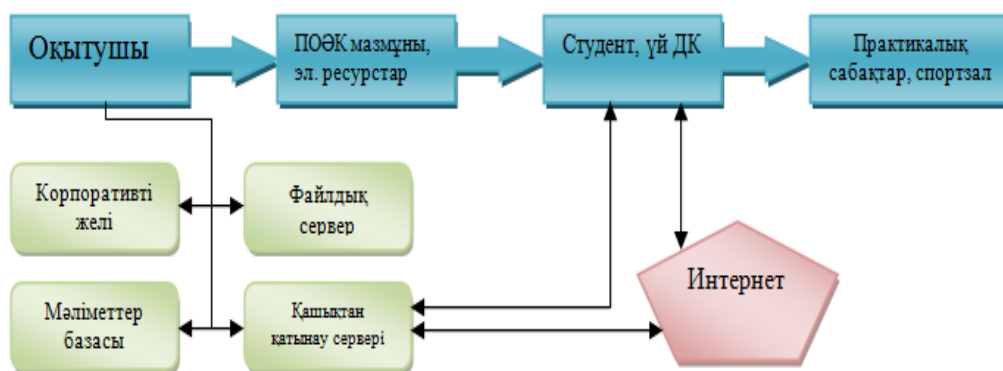 Оқытушы
ПОӘК мазмұны,
эл. ресурстар
Студент, үй ДК
Практикалық
сабақтар, спортзал
Корпоративті
желі
Файлдық
сервер
Мәліметтер
базасы
Қашықтан
қатынау сервері
Интернет